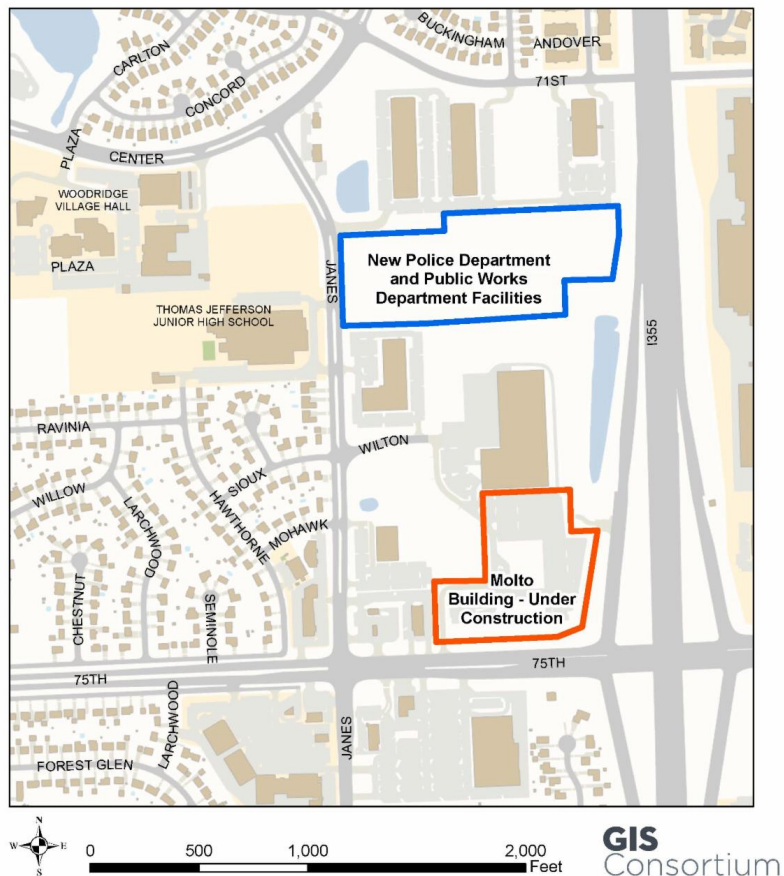 BUCKINGHAM
ANDOVER
CARLTON
71ST
CONCORD
PLAZA
CENTER
WOODRIDGE
VILLAGE HALL
PLAZA
JANES
New Police Department
and Public Works
Department Facilities
THOMAS JEFFERSON
JUNIOR HIGH SCHOOL
I355
RAVINIA
WILTON
SIOUX
WILLOW
LARCHWOOD
HAWTHORNE
MOHAWK
CHESTNUT
SEMINOLE
Molto
Building - Under
Construction
75TH
75TH
LARCHWOOD
JANES
FOREST GLEN
N
W E
S
0 500 1,000 2,000
Feet
GIS
Consortium